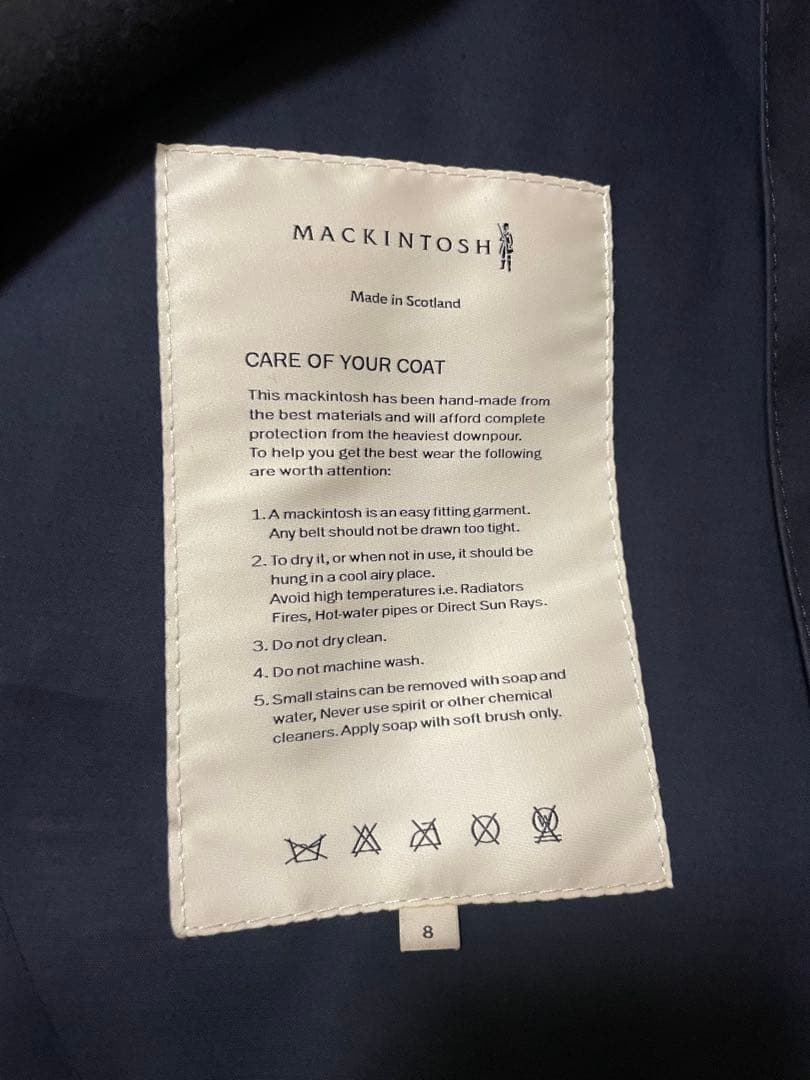 MACKINTOSH
Made in Scotland
CARE OF YOUR COAT
This mackintosh has been hand-made from
the best materials and will afford complete
protection from the heaviest downpour.
To help you get the best wear the following
are worth attention:
1. A mackintosh is an easy fitting garment.
Any belt should not be drawn too tight.
2. To dry it, or when not in use, it should be
hung in a cool airy place.
Avoid high temperatures i.e. Radiators
Fires, Hot-water pipes or Direct Sun Rays.
3. Do not dry clean.
4. Do not machine wash.
5. Small stains can be removed with soap and
water, Never use spirit or other chemical
cleaners. Apply soap with soft brush only.
W
8